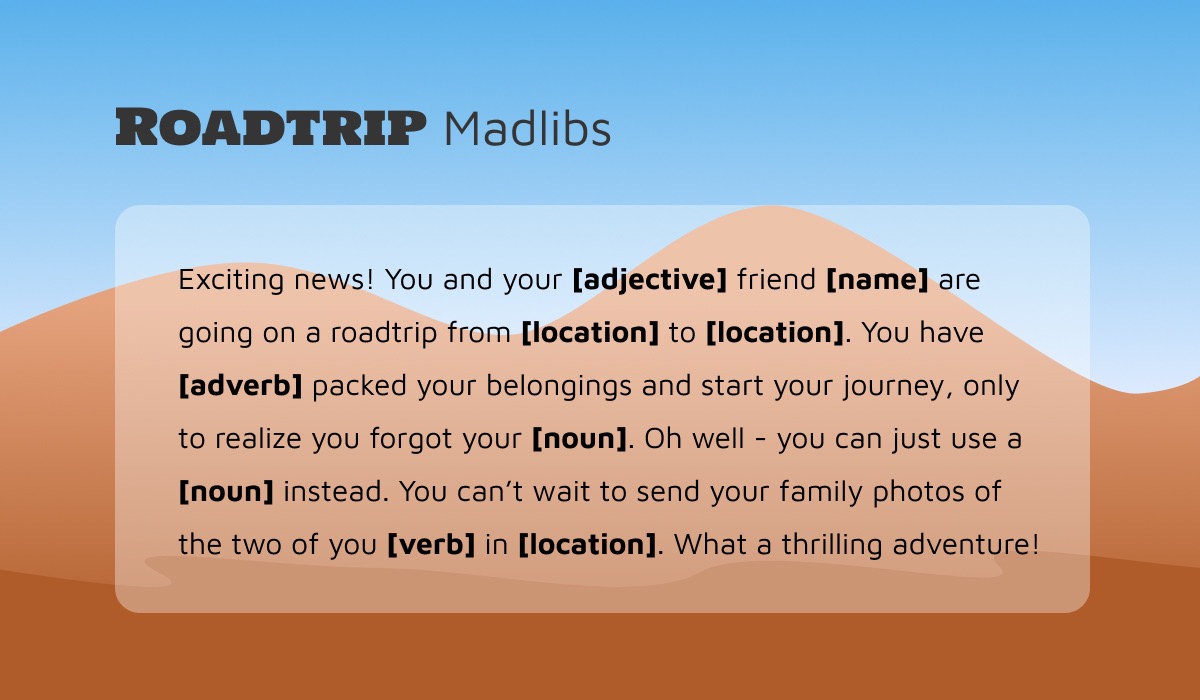 ROADTRIP Madlibs
Exciting news! You and your [adjective] friend [name] are
going on a roadtrip from [location] to [location]. You have
[adverb] packed your belongings and start your journey, only
to realize you forgot your [noun]. Oh well - you can just use a
[noun] instead. You can’t wait to send your family photos of
the two of you [verb] in [location]. What a thrilling adventure!